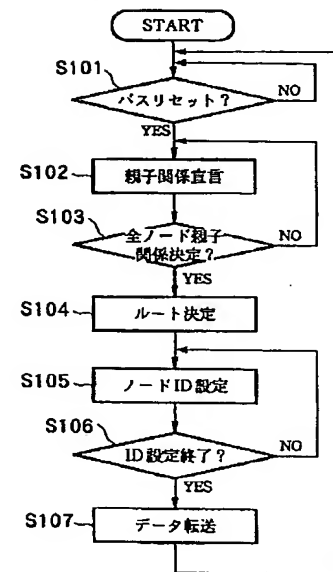 START
S101
バスリセット?
NO
YES
S102
親子関係宣言
S103
全ノード親子
関係決定?
NO
YES
S104
ルート決定
S105
ノードID設定
S106
ID設定終了?
NO
YES
S107
データ転送